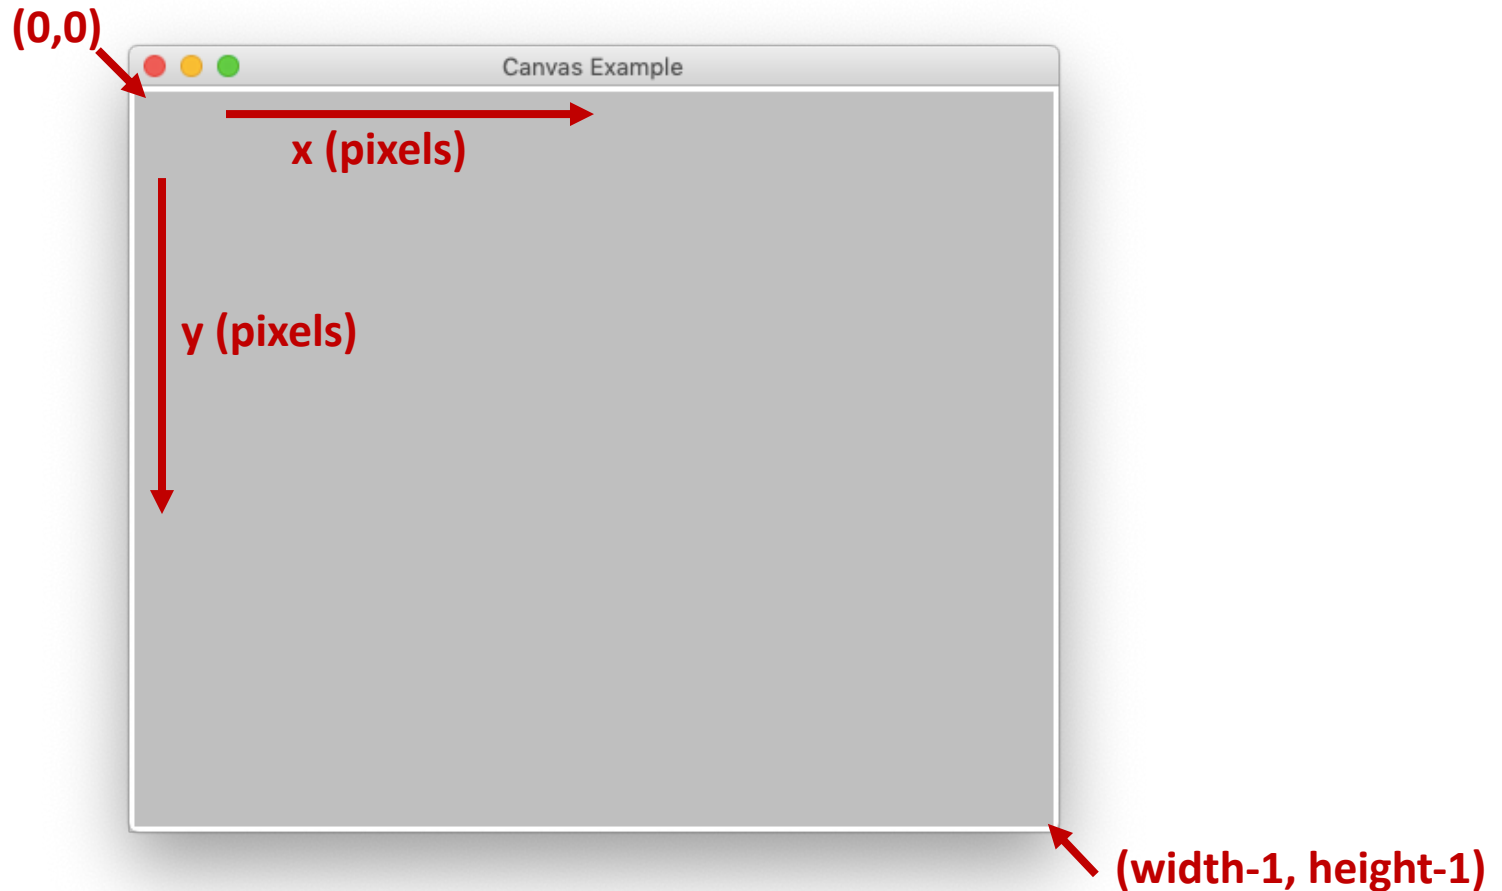 (0,0)
Canvas Example
x (pixels)
y (pixels)
(width-1, height-1)